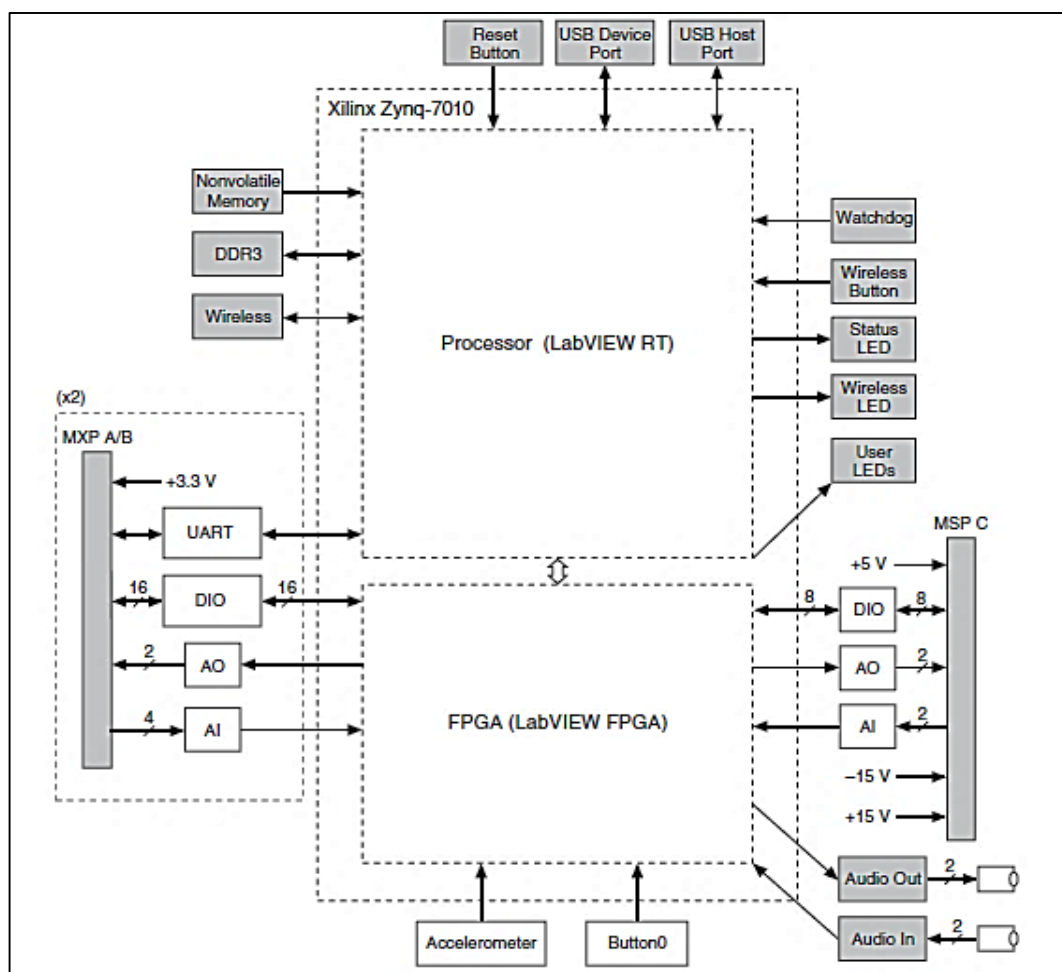 Reset
Button
USB Device
Port
USB Host
Port
Xilinx Zynq-7010
Nonvolatile
Memory
DDR3
Wireless
Processor (LabVIEW RT)
Watchdog
Wireless
Button
Status
LED
Wireless
LED
User
LEDs
(x2)
MXP A/B
+3.3 V
UART
16
DIO
16
2
AO
4
AI
FPGA (LabVIEW FPGA)
MSP C
+5 V
8
DIO
8
AO
2
AI
2
–15 V
+15 V
Audio Out
2
Audio In
2
Accelerometer
Button0